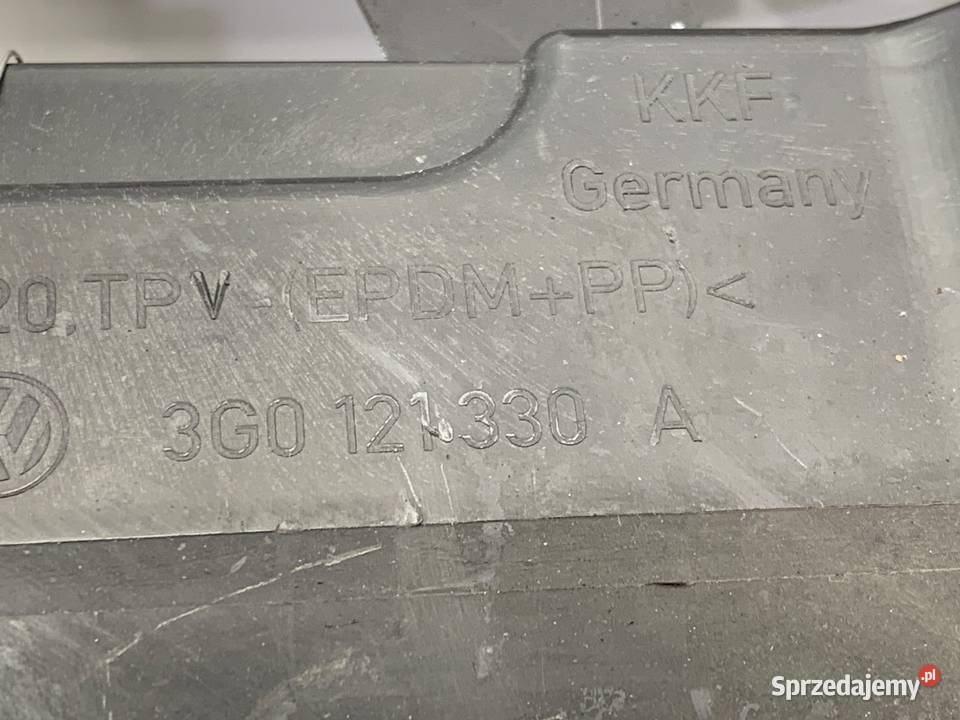 KKF
Germany
20.TPV-(EPDM+PP)<
3G0 121 330 A
Sprzedajemy.pl